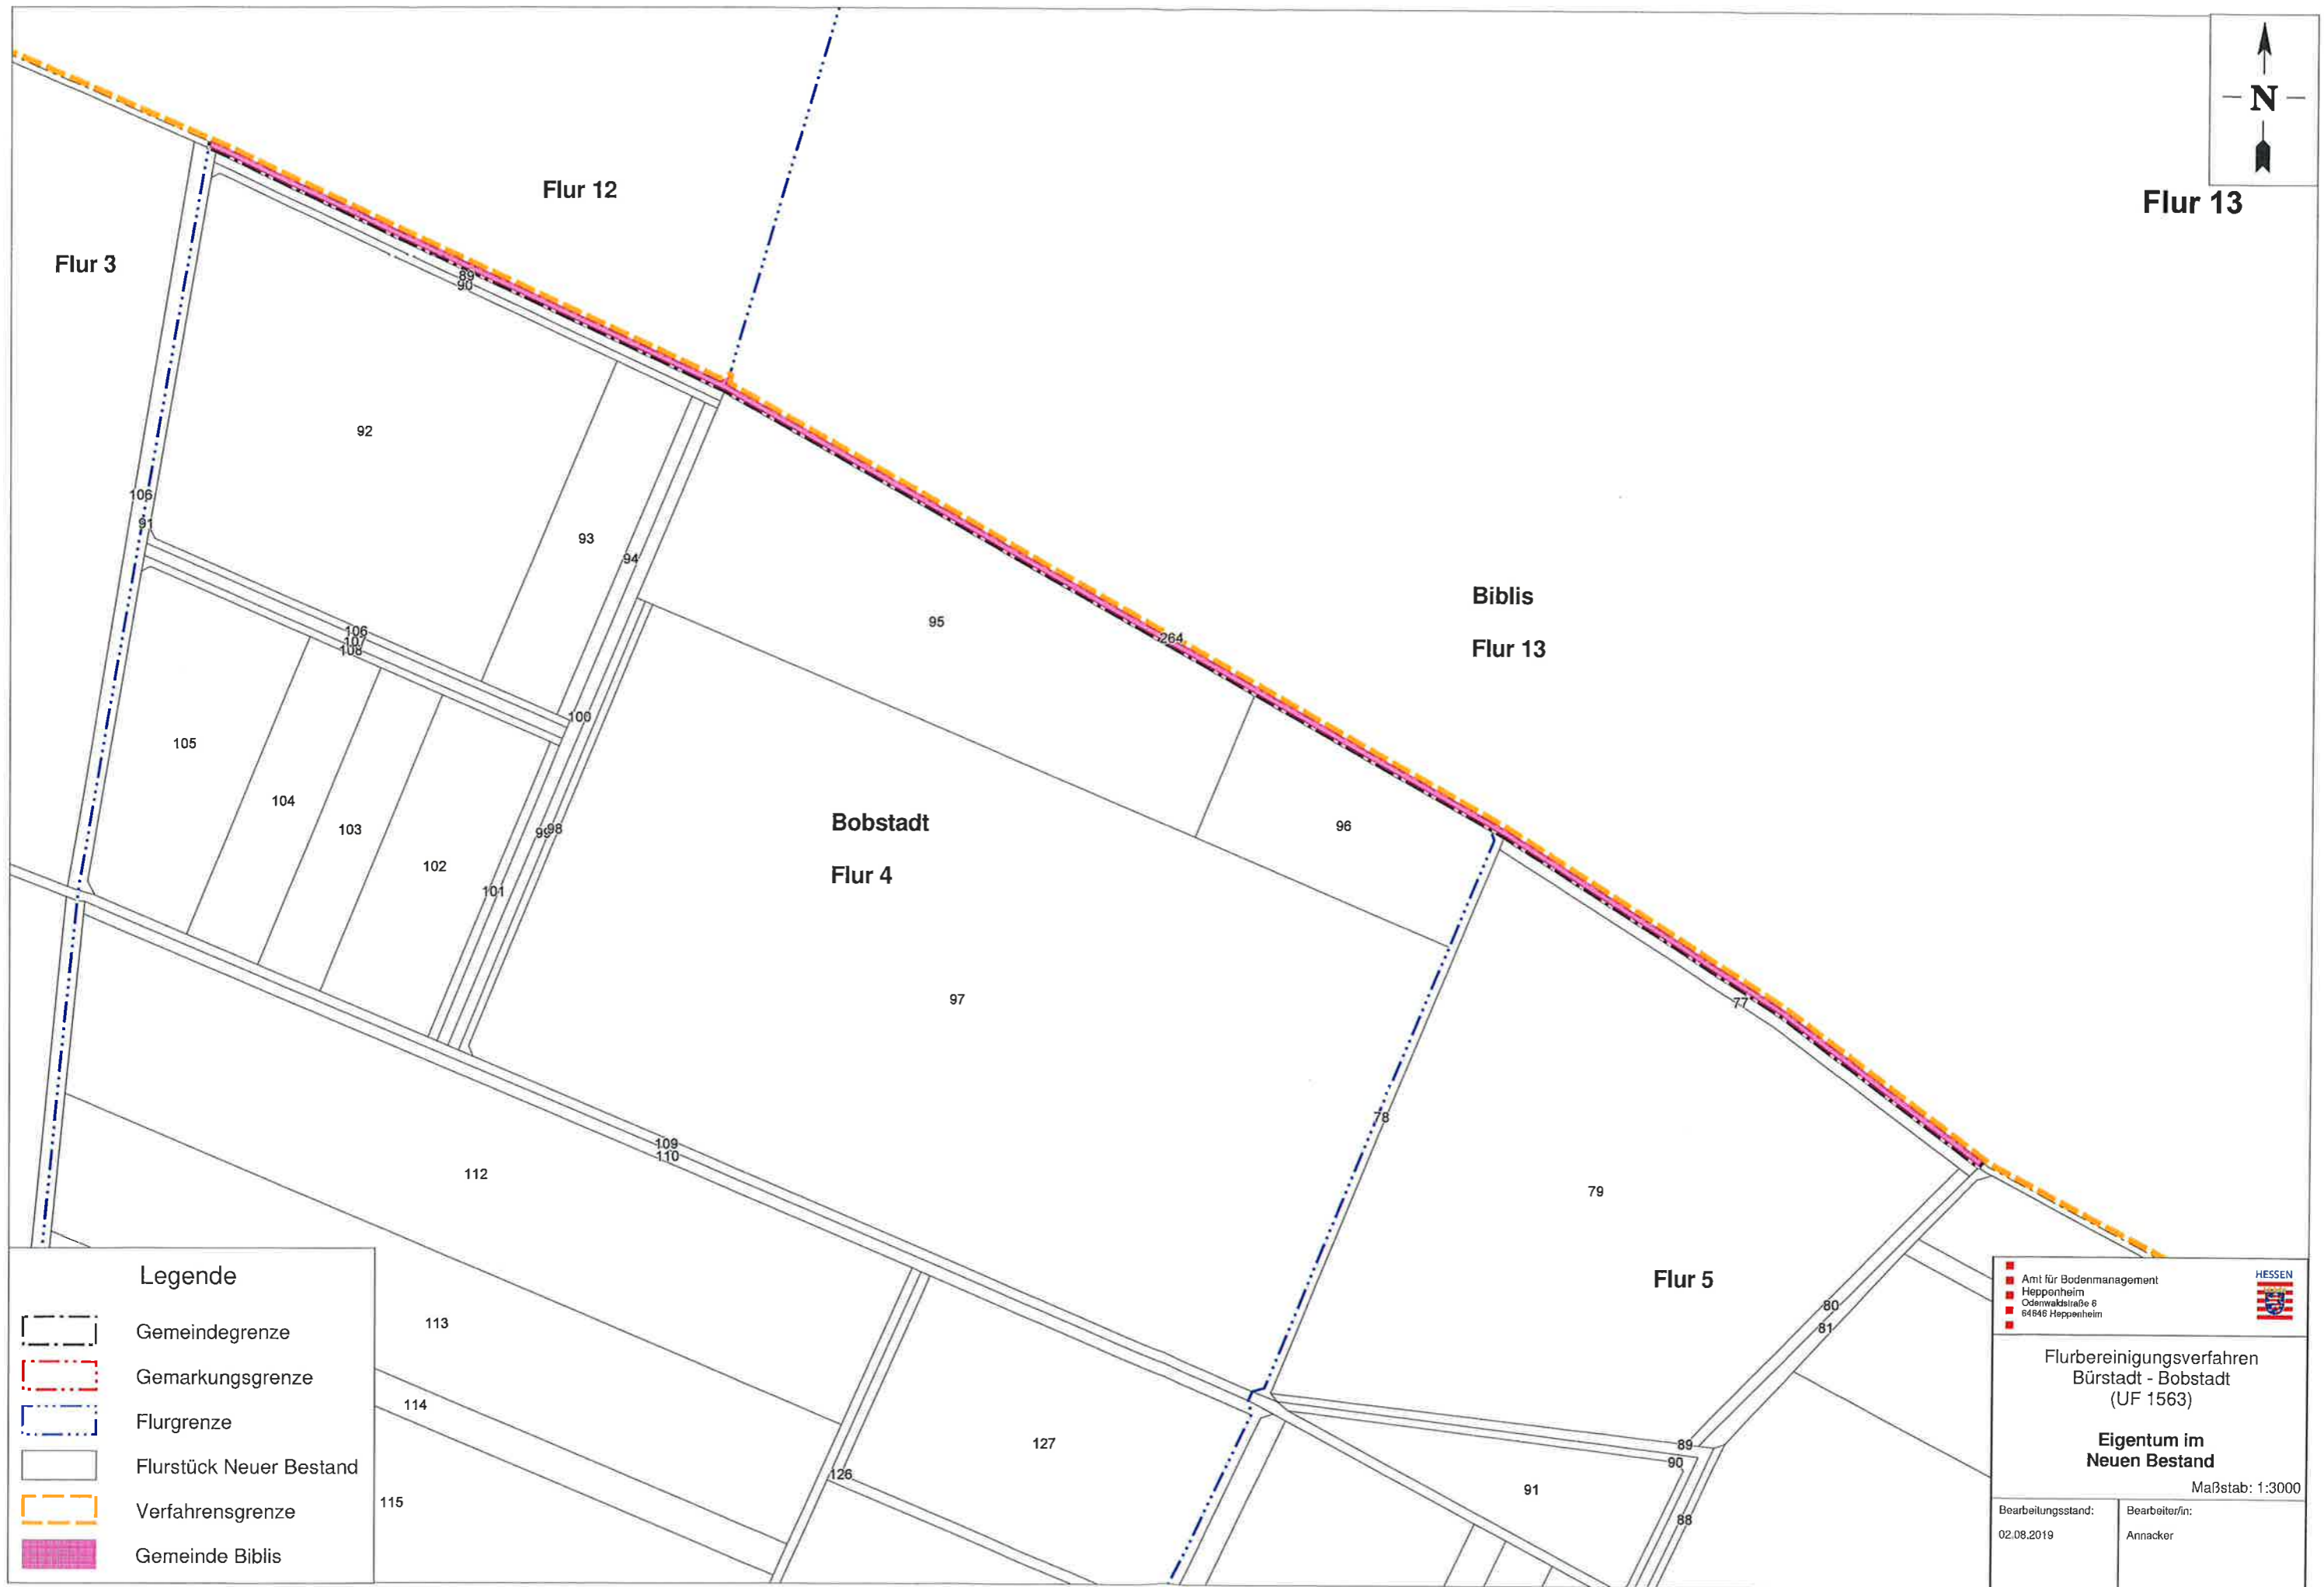 N
Flur 13
Flur 12
Flur 3
89
90
92
93
94
106
91
95
264
Biblis
Flur 13
106
107
108
100
105
104
103
102
99
98
101
Bobstadt
Flur 4
96
97
77
78
79
109
110
112
Flur 5
80
81
113
114
115
126
127
89
90
91
88
Legende
Gemeindegrenze
Gemarkungsgrenze
Flurgrenze
Flurstück Neuer Bestand
Verfahrensgrenze
Gemeinde Biblis
Amt für Bodenmanagement
Heppenheim
Odenwaldstraße 6
64646 Heppenheim
HESSEN
Flurbereinigungsverfahren
Bürstadt - Bobstadt
(UF 1563)
Eigentum im
Neuen Bestand
Maßstab: 1:3000
Bearbeitungsstand:
02.08.2019
Bearbeiter/in:
Annacker